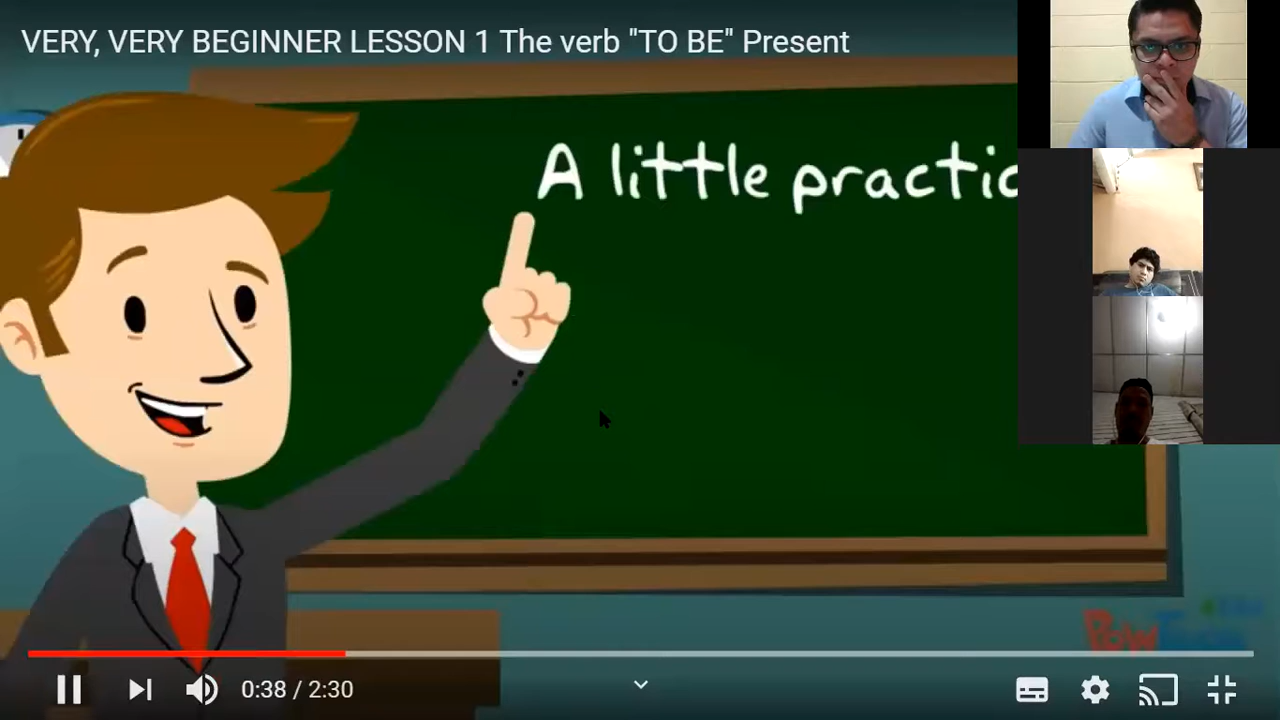 VERY, VERY BEGINNER LESSON 1 The verb "TO BE" Present
A little practic
0:38 / 2:30